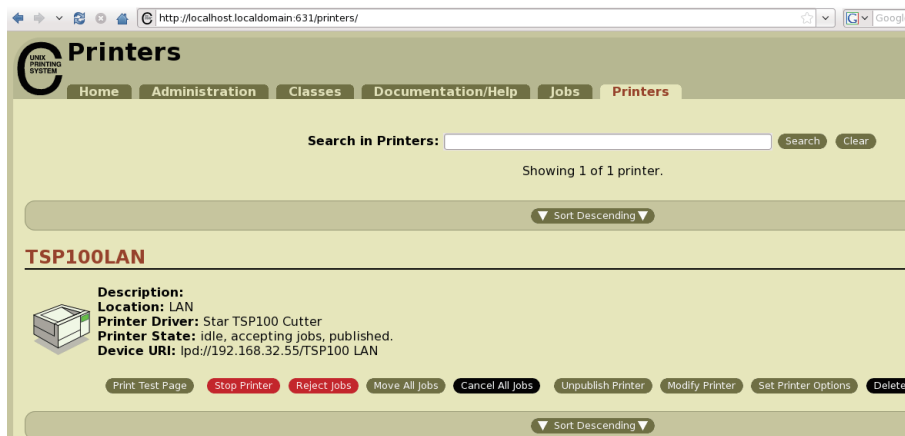 http://localhost.localdomain:631/printers/
Google
UNIX
PRINTING
SYSTEM
Printers
Home Administration Classes Documentation/Help Jobs Printers
Search in Printers: Search Clear
Showing 1 of 1 printer.
▼ Sort Descending ▼
TSP100LAN
Description:
Location: LAN
Printer Driver: Star TSP100 Cutter
Printer State: idle, accepting jobs, published.
Device URI: lpd://192.168.32.55/TSP100 LAN
Print Test Page Stop Printer Reject Jobs Move All Jobs Cancel All Jobs Unpublish Printer Modify Printer Set Printer Options Delete
▼ Sort Descending ▼